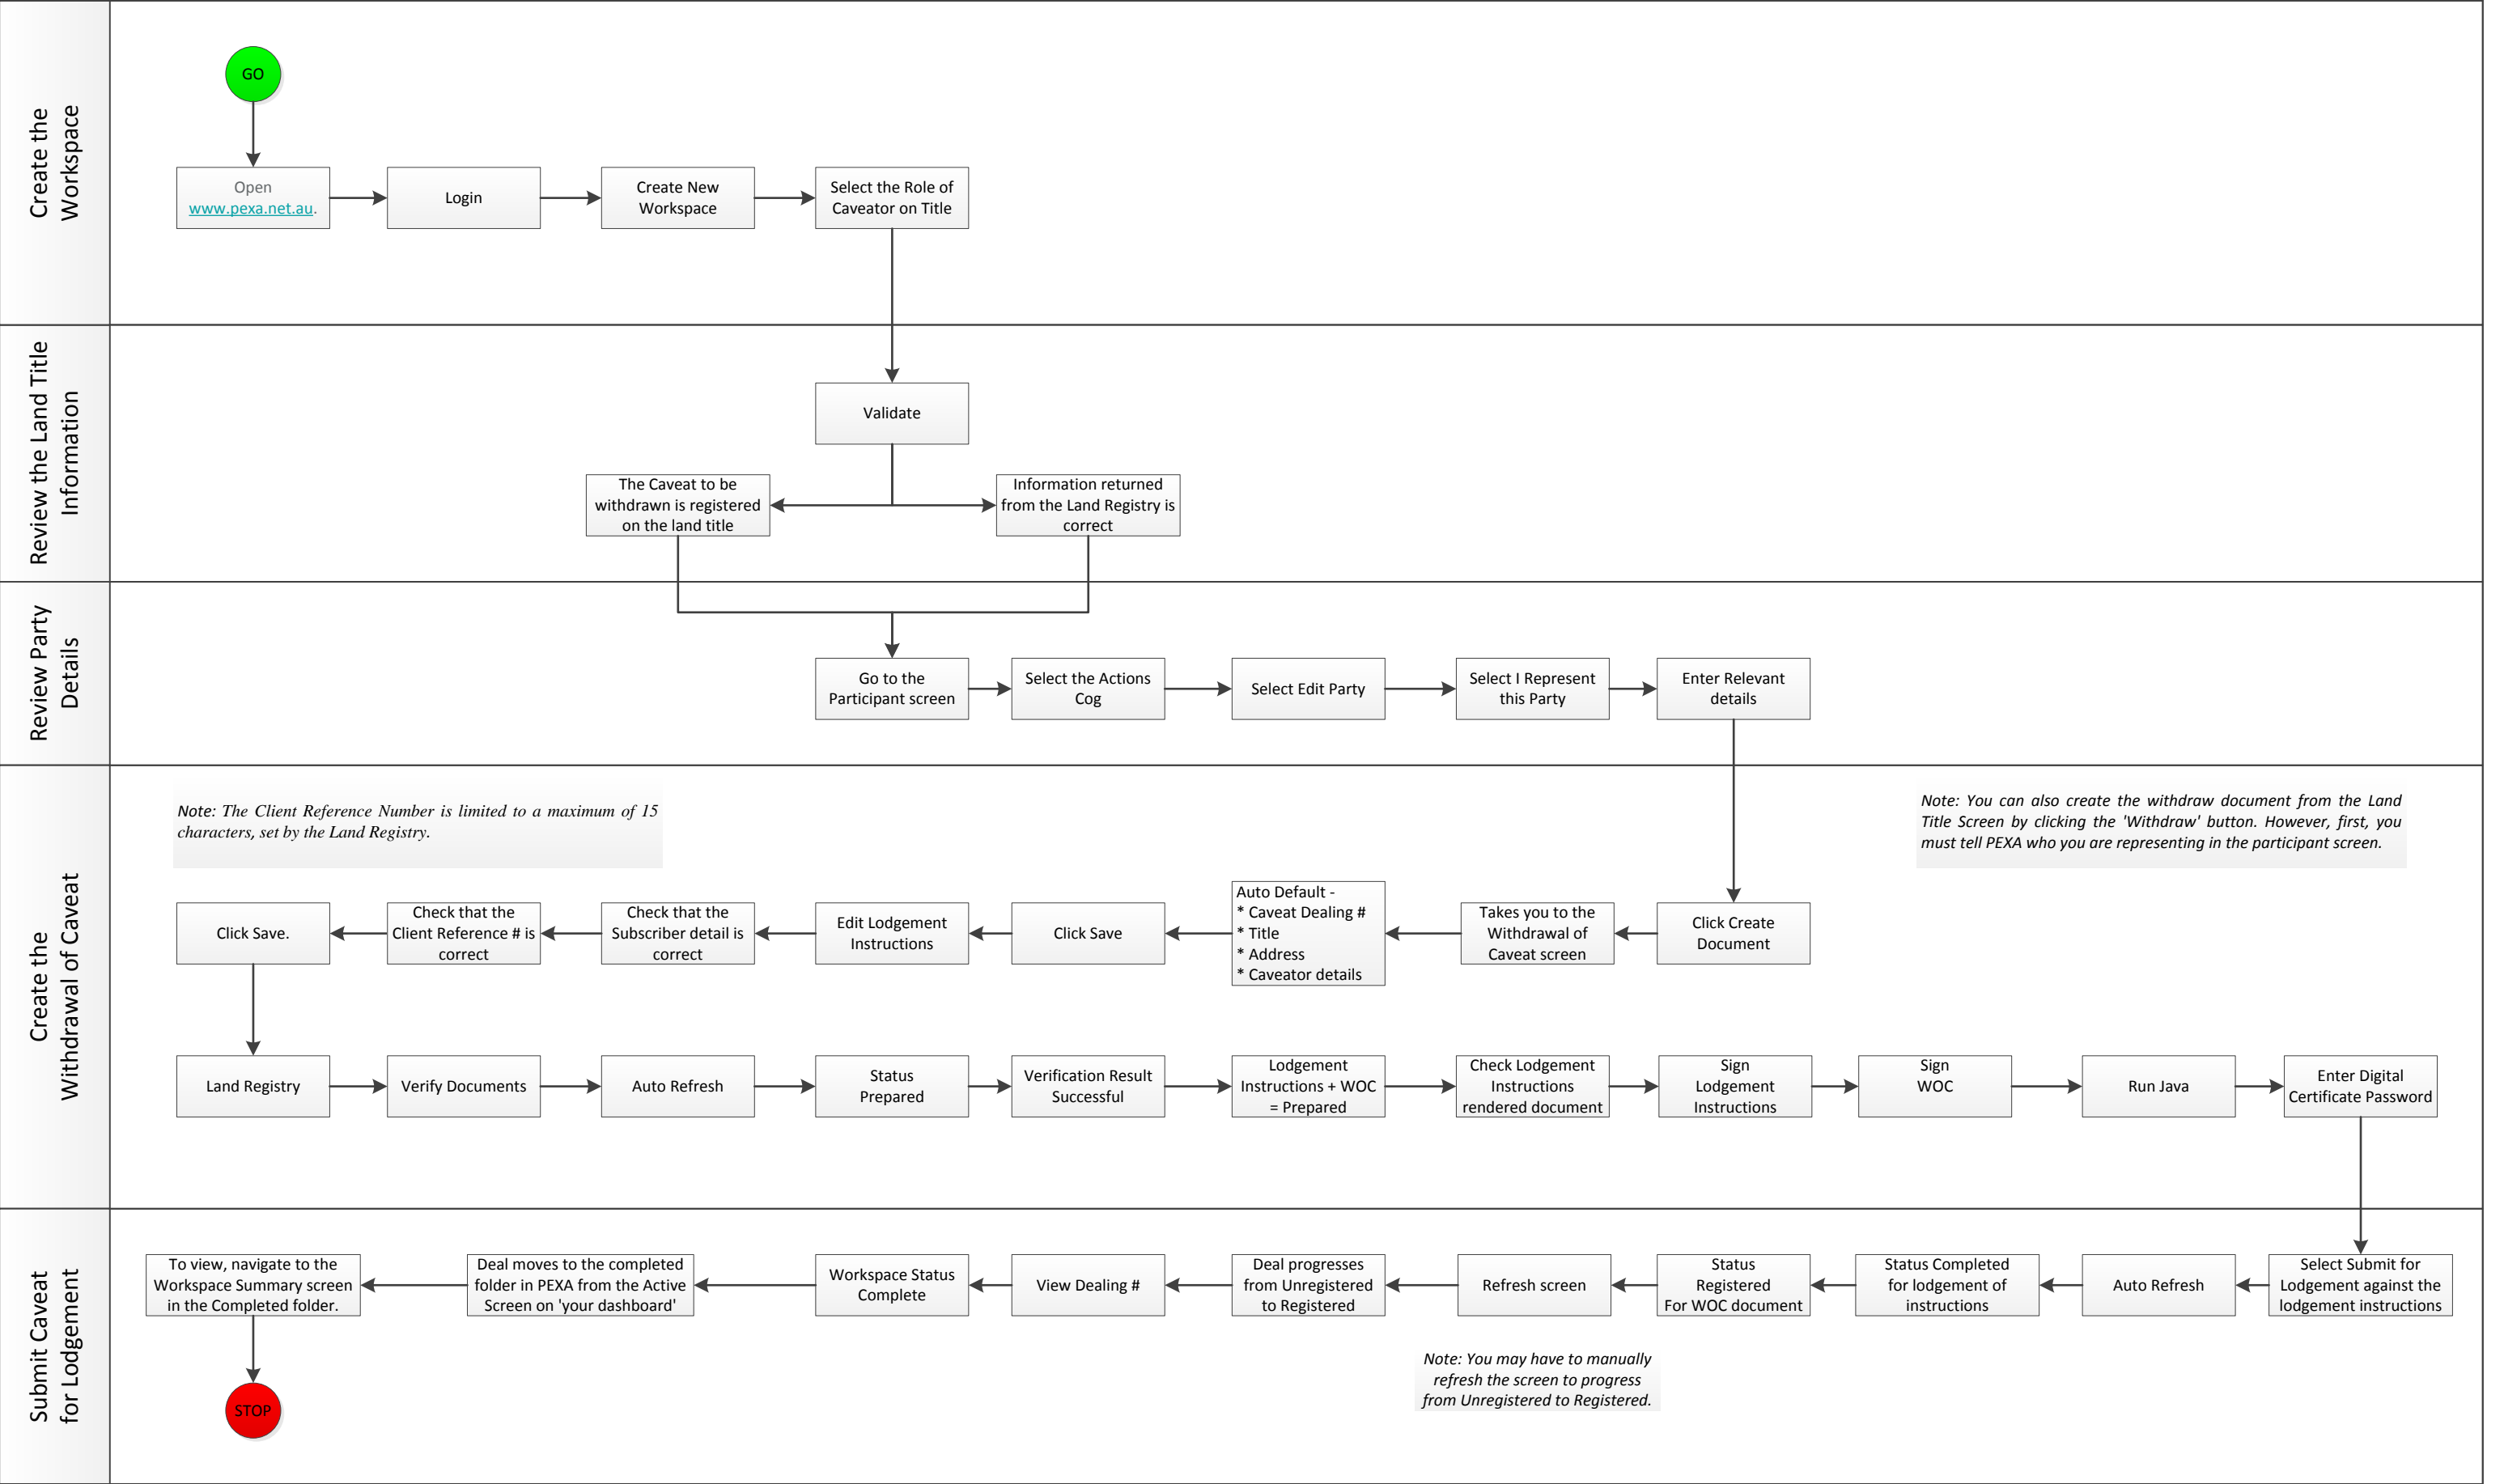 Create the
Workspace
GO
Open
www.pexa.net.au.
Login
Create New
Workspace
Select the Role of
Caveator on Title
Review the Land Title
Information
Validate
The Caveat to be
withdrawn is registered
on the land title
Information returned
from the Land Registry is
correct
Review Party
Details
Go to the
Participant screen
Select the Actions
Cog
Select Edit Party
Select I Represent
this Party
Enter Relevant
details
Create the
Withdrawal of Caveat
Note: The Client Reference Number is limited to a maximum of 15
characters, set by the Land Registry.
Note: You can also create the withdraw document from the Land
Title Screen by clicking the 'Withdraw' button. However, first, you
must tell PEXA who you are representing in the participant screen.
Click Save.
Check that the
Client Reference # is
correct
Check that the
Subscriber detail is
correct
Edit Lodgement
Instructions
Click Save
Auto Default -
* Caveat Dealing #
* Title
* Address
* Caveator details
Takes you to the
Withdrawal of
Caveat screen
Click Create
Document
Land Registry
Verify Documents
Auto Refresh
Status
Prepared
Verification Result
Successful
Lodgement
Instructions + WOC
= Prepared
Check Lodgement
Instructions
rendered document
Sign
Lodgement
Instructions
Sign
WOC
Run Java
Enter Digital
Certificate Password
Submit Caveat
for Lodgement
To view, navigate to the
Workspace Summary screen
in the Completed folder.
Deal moves to the completed
folder in PEXA from the Active
Screen on 'your dashboard'
Workspace Status
Complete
View Dealing #
Deal progresses
from Unregistered
to Registered
Refresh screen
Status
Registered
For WOC document
Status Completed
for lodgement of
instructions
Auto Refresh
Select Submit for
Lodgement against the
lodgement instructions
Note: You may have to manually
refresh the screen to progress
from Unregistered to Registered.
STOP